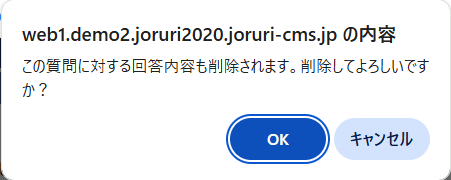 web1.demo2.joruri2020.joruri-cms.jp の内容
この質問に対する回答内容も削除されます。削除してよろしいです
か？
OK
キャンセル